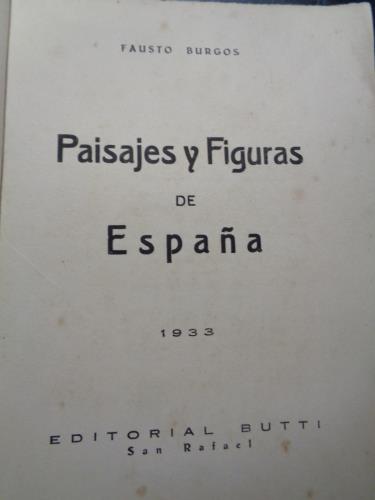 FAUSTO BURGOS
Paisajes y Figuras
DE
España
1933
EDITORIAL BUTTI
San Rafael